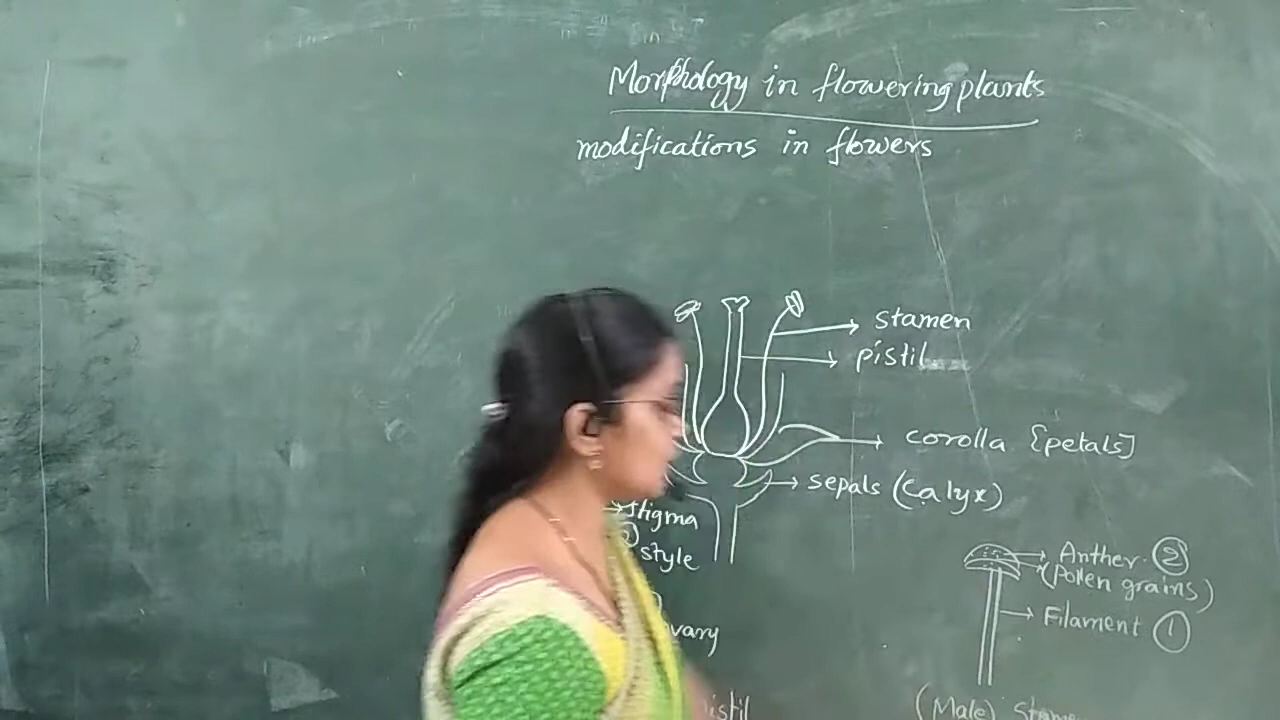 Morphology in flowering plants
modifications in flowers
stamen
pistil
corolla [petals]
sepals (calyx)
stigma
style
Anther ②
(pollen grains)
Filament ①
(Male)